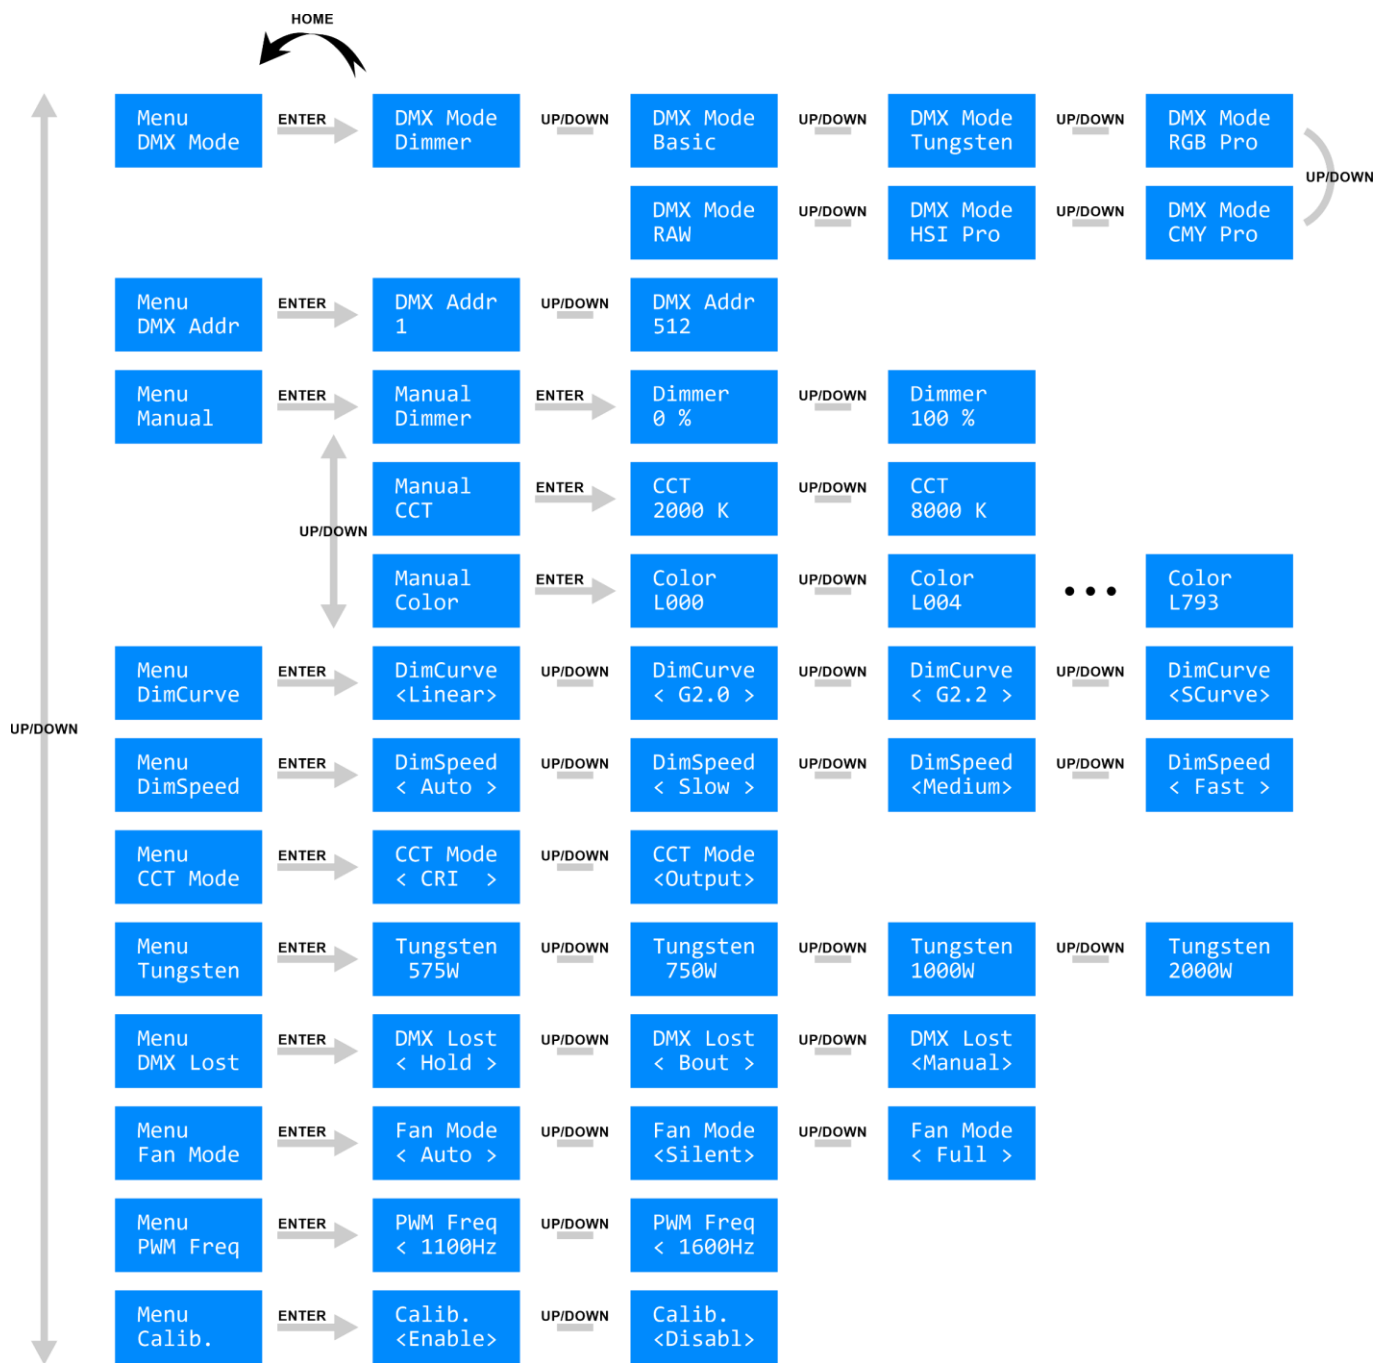 HOME
Menu
DMX Mode
ENTER
DMX Mode
Dimmer
UP/DOWN
DMX Mode
Basic
UP/DOWN
DMX Mode
Tungsten
UP/DOWN
DMX Mode
RGB Pro
UP/DOWN
DMX Mode
RAW
UP/DOWN
DMX Mode
HSI Pro
UP/DOWN
DMX Mode
CMY Pro
Menu
DMX Addr
ENTER
DMX Addr
1
UP/DOWN
DMX Addr
512
Menu
Manual
ENTER
Manual
Dimmer
ENTER
Dimmer
0 %
UP/DOWN
Dimmer
100 %
UP/DOWN
Manual
CCT
ENTER
CCT
2000 K
UP/DOWN
CCT
8000 K
Manual
Color
ENTER
Color
L000
UP/DOWN
Color
L004
• • •
Color
L793
Menu
DimCurve
ENTER
DimCurve
<Linear>
UP/DOWN
DimCurve
< G2.0 >
UP/DOWN
DimCurve
< G2.2 >
UP/DOWN
DimCurve
<SCurve>
UP/DOWN
Menu
DimSpeed
ENTER
DimSpeed
< Auto >
UP/DOWN
DimSpeed
< Slow >
UP/DOWN
DimSpeed
<Medium>
UP/DOWN
DimSpeed
< Fast >
Menu
CCT Mode
ENTER
CCT Mode
< CRI >
UP/DOWN
CCT Mode
<Output>
Menu
Tungsten
ENTER
Tungsten
575W
UP/DOWN
Tungsten
750W
UP/DOWN
Tungsten
1000W
UP/DOWN
Tungsten
2000W
Menu
DMX Lost
ENTER
DMX Lost
< Hold >
UP/DOWN
DMX Lost
< Bout >
UP/DOWN
DMX Lost
<Manual>
Menu
Fan Mode
ENTER
Fan Mode
< Auto >
UP/DOWN
Fan Mode
<Silent>
UP/DOWN
Fan Mode
< Full >
Menu
PWM Freq
ENTER
PWM Freq
< 1100Hz
UP/DOWN
PWM Freq
< 1600Hz
Menu
Calib.
ENTER
Calib.
<Enable>
UP/DOWN
Calib.
<Disabl>